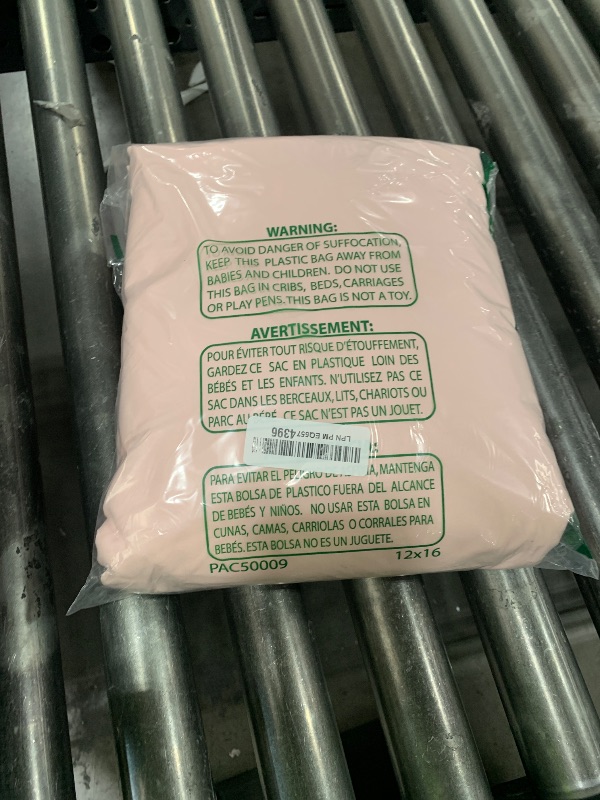 WARNING:
TO AVOID DANGER OF SUFFOCATION,
KEEP THIS PLASTIC BAG AWAY FROM
BABIES AND CHILDREN. DO NOT USE
THIS BAG IN CRIBS, BEDS, CARRIAGES
OR PLAY PENS. THIS BAG IS NOT A TOY.
AVERTISSEMENT:
POUR ÉVITER TOUT RISQUE D'ÉTOUFFEMENT,
GARDEZ CE SAC EN PLASTIQUE LOIN DES
BÉBÉS ET LES ENFANTS. N'UTILISEZ PAS CE
SAC DANS LES BERCEAUX, LITS, CHARIOTS OU
PARC AU BÉBÉ. CE SAC N'EST PAS UN JOUET.
PARA EVITAR EL PELIGRO DE MANTENGA
ESTA BOLSA DE PLASTICO FUERA DEL ALCANCE
DE BEBÉS Y NIÑOS. NO USAR ESTA BOLSA EN
CUNAS, CAMAS, CARRIOLAS O CORRALES PARA
BEBÉS. ESTA BOLSA NO ES UN JUGUETE.
PAC50009 12x16